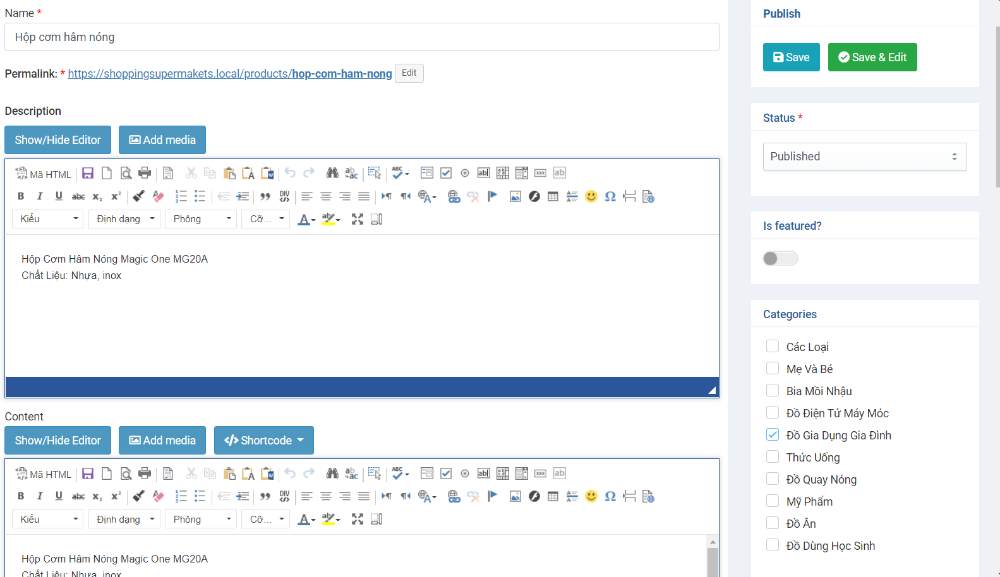 Name *
Hộp cơm hâm nóng
Permalink: * https://shoppingsupermakets.local/products/hop-com-ham-nong Edit
Description
Show/Hide Editor Add media
Mã HTML
Kiểu Định dạng Phông Cỡ...
Hộp Cơm Hâm Nóng Magic One MG20A
Chất Liệu: Nhựa, inox
Content
Show/Hide Editor Add media Shortcode
Mã HTML
Kiểu Định dạng Phông Cỡ...
Hộp Cơm Hâm Nóng Magic One MG20A
Chất Liệu: Nhựa, inox
Publish
Save Save & Edit
Status *
Published
Is featured?
Categories
Các Loại
Mẹ Và Bé
Bia Mồi Nhậu
Đồ Điện Tử Máy Móc
Đồ Gia Dụng Gia Đình
Thức Uống
Đồ Quay Nóng
Mỹ Phẩm
Đồ Ăn
Đồ Dùng Học Sinh